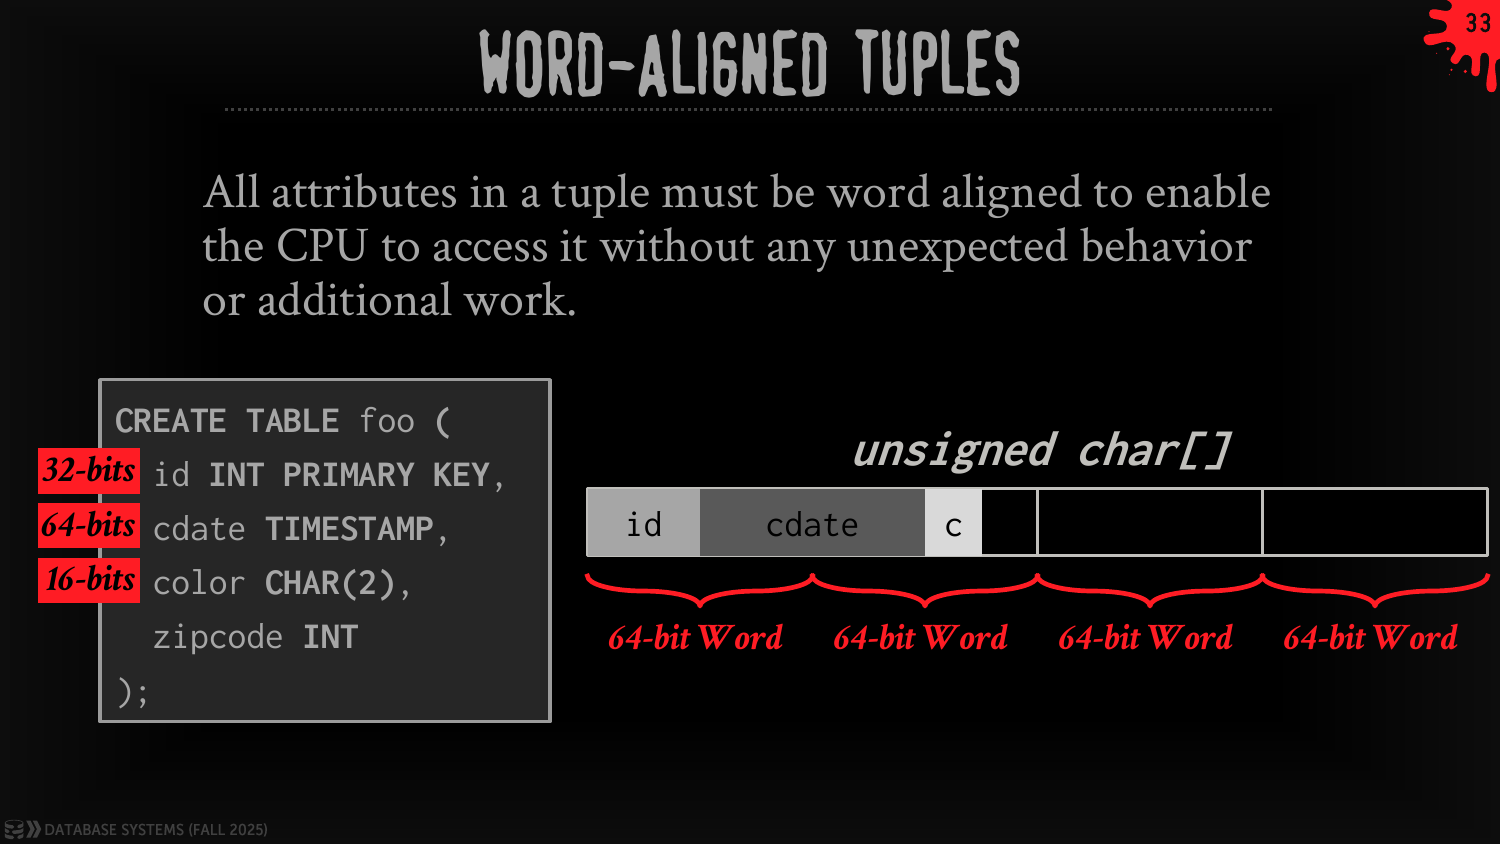 33
WORD-ALIGNED TUPLES
All attributes in a tuple must be word aligned to enable
the CPU to access it without any unexpected behavior
or additional work.
CREATE TABLE foo (
32-bits id INT PRIMARY KEY,
64-bits cdate TIMESTAMP,
16-bits color CHAR(2),
zipcode INT
);
unsigned char[]
id cdate c
64-bit Word 64-bit Word 64-bit Word 64-bit Word
DATABASE SYSTEMS (FALL 2025)